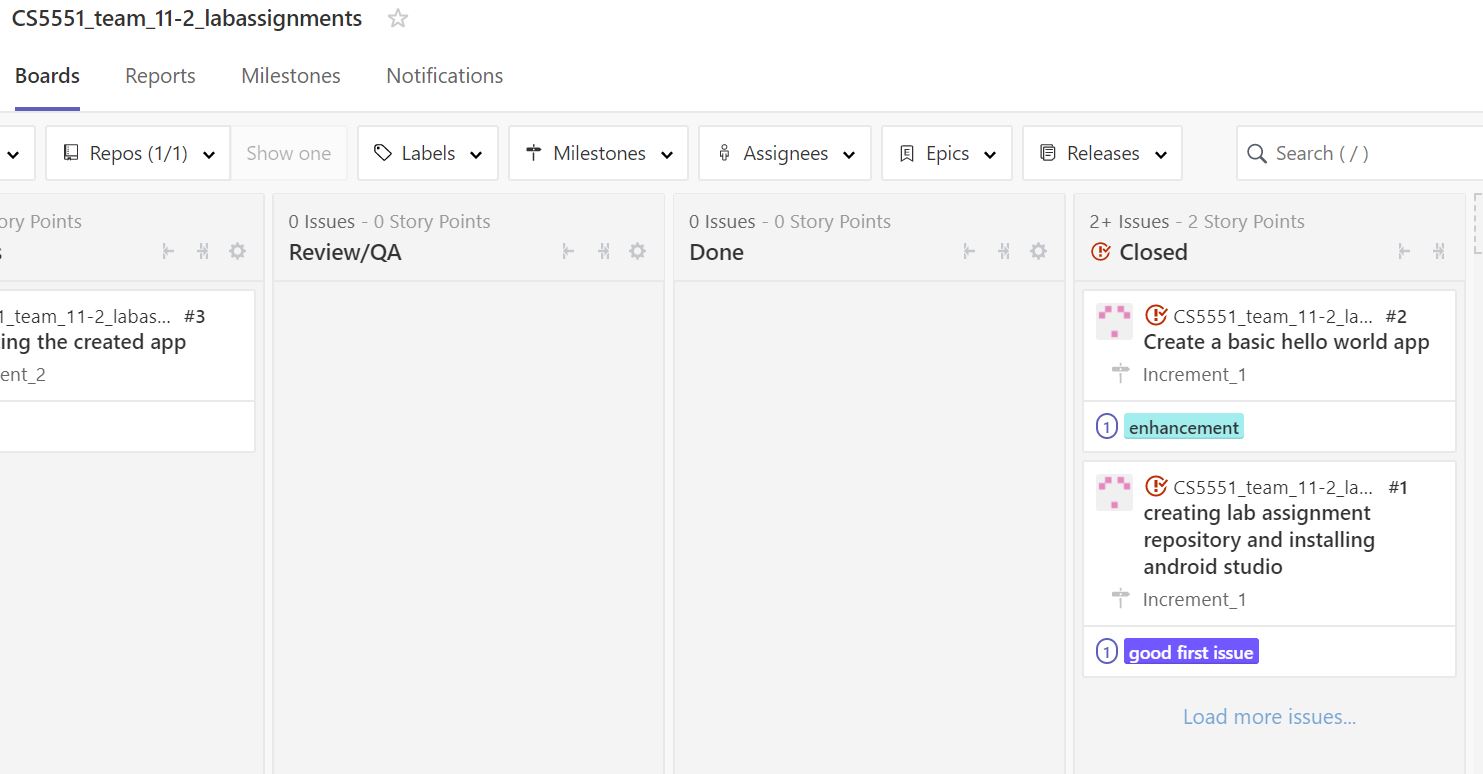 CS5551_team_11-2_labassignments
Boards Reports Milestones Notifications
Repos (1/1) Show one Labels Milestones Assignees Epics Releases Search ( / )
ory Points
s
1_team_11-2_labas... #3
ing the created app
ent_2
0 Issues - 0 Story Points
Review/QA
0 Issues - 0 Story Points
Done
2+ Issues - 2 Story Points
Closed
CS5551_team_11-2_la... #2
Create a basic hello world app
Increment_1
1 enhancement
CS5551_team_11-2_la... #1
creating lab assignment
repository and installing
android studio
Increment_1
1 good first issue
Load more issues...